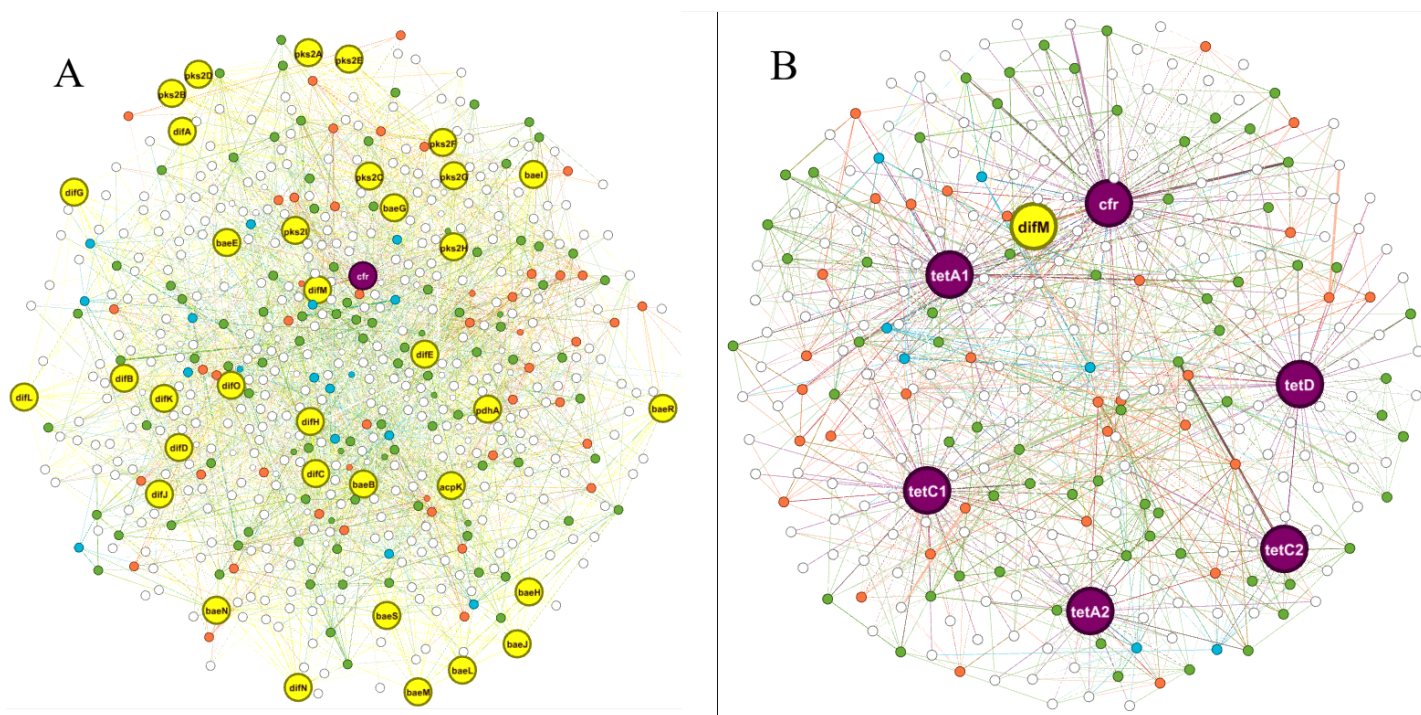 A
pks2A
pks2E
pks2D
pks2B
difA
pks2F
pks2C
pks2G
baeI
difG
baeG
pks2I
baeE
pks2H
cfr
difM
difE
difB
difO
difL
difK
pdhA
baeR
difH
difD
difC
baeB
acpK
difJ
baeH
baeN
baeS
baeJ
baeL
difN
baeM
B
cfr
difM
tetA1
tetD
tetC1
tetC2
tetA2